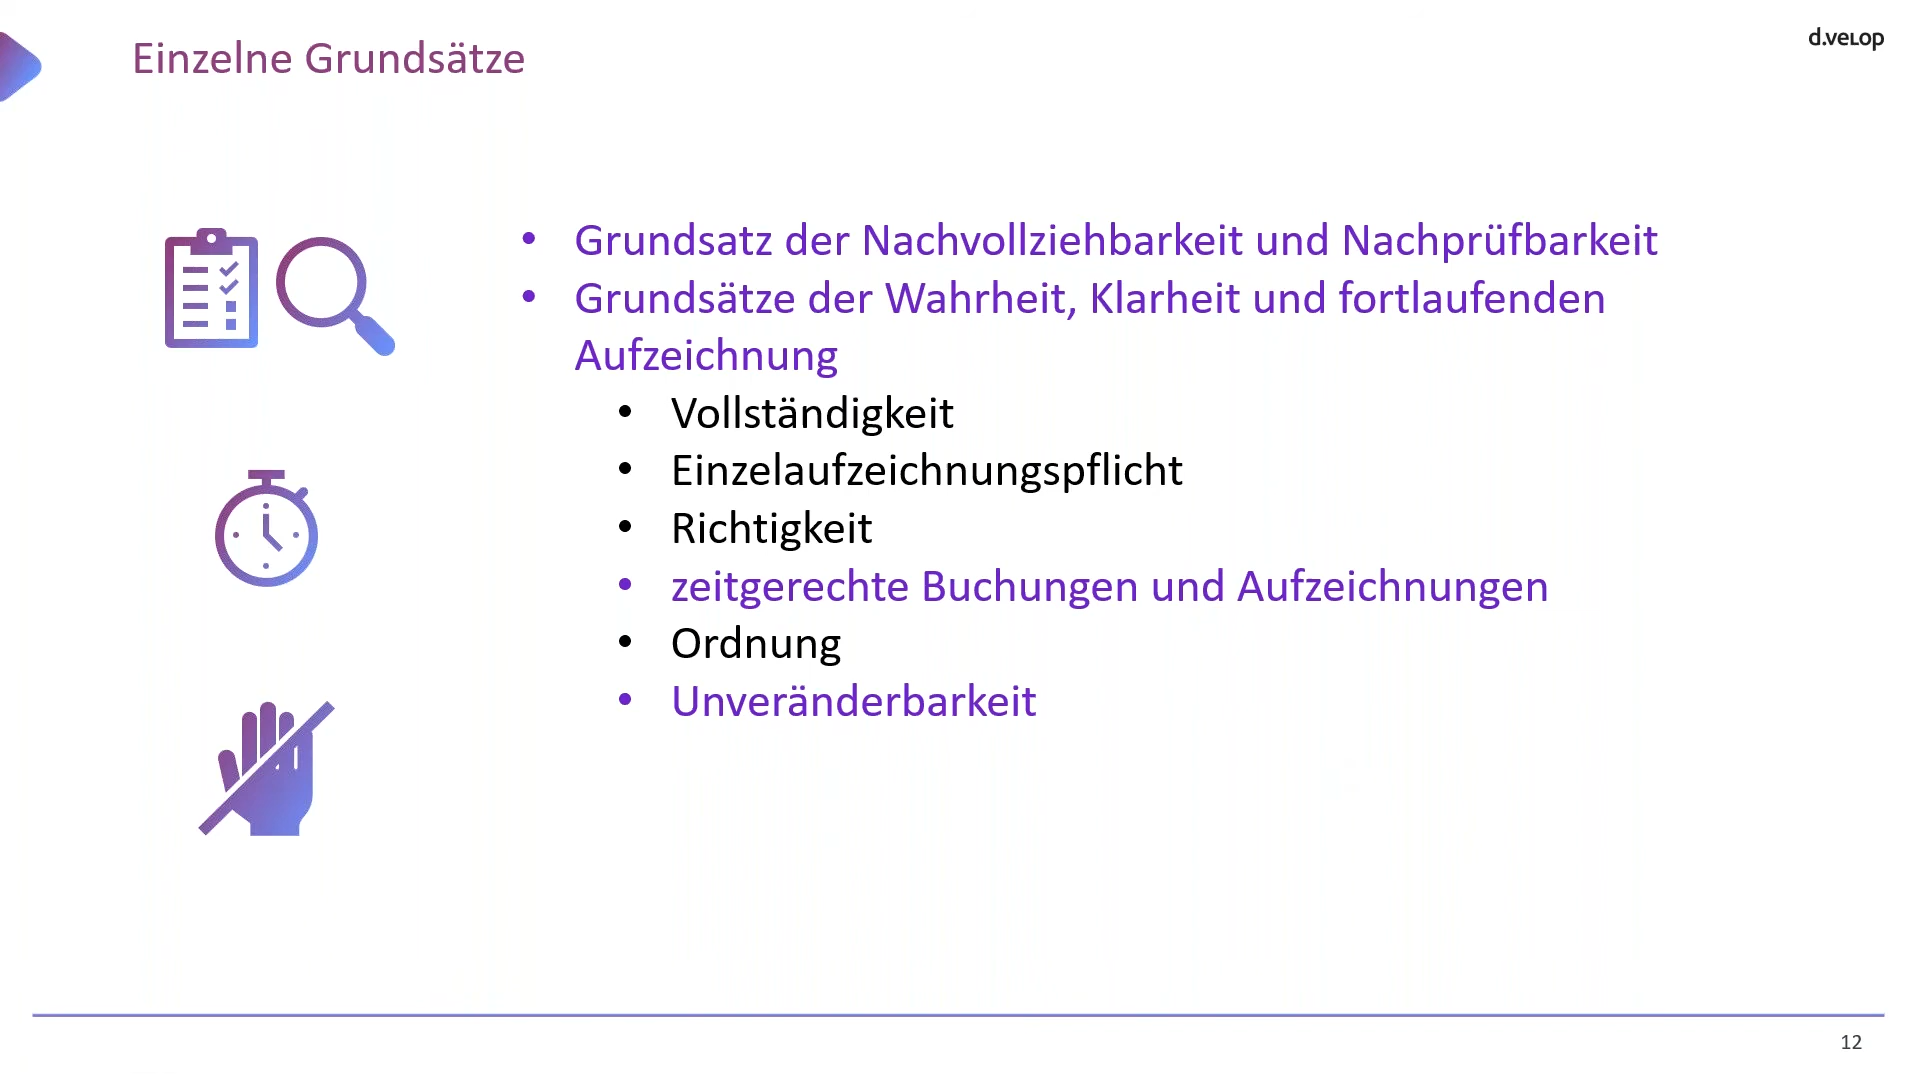 Einzelne Grundsätze
d.velop
• Grundsatz der Nachvollziehbarkeit und Nachprüfbarkeit
• Grundsätze der Wahrheit, Klarheit und fortlaufenden
Aufzeichnung
• Vollständigkeit
• Einzelaufzeichnungspflicht
• Richtigkeit
• zeitgerechte Buchungen und Aufzeichnungen
• Ordnung
• Unveränderbarkeit
12